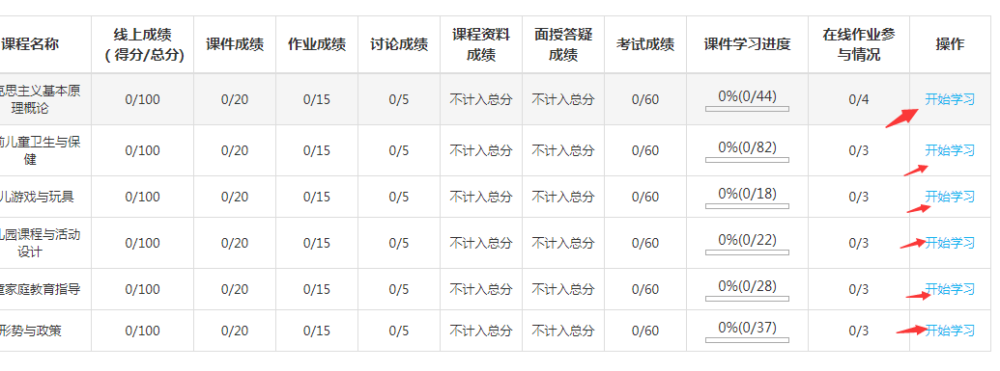 课程名称 线上成绩 (得分/总分) 课件成绩 作业成绩 讨论成绩 课程资料成绩 面授答疑成绩 考试成绩 课件学习进度 在线作业参与情况 操作
思主义基本原理概论 0/100 0/20 0/15 0/5 不计入总分 不计入总分 0/60 0%(0/44) 0/4 开始学习
儿童卫生与保健 0/100 0/20 0/15 0/5 不计入总分 不计入总分 0/60 0%(0/82) 0/3 开始学习
儿游戏与玩具 0/100 0/20 0/15 0/5 不计入总分 不计入总分 0/60 0%(0/18) 0/3 开始学习
园课程与活动设计 0/100 0/20 0/15 0/5 不计入总分 不计入总分 0/60 0%(0/22) 0/3 开始学习
家庭教育指导 0/100 0/20 0/15 0/5 不计入总分 不计入总分 0/60 0%(0/28) 0/3 开始学习
形势与政策 0/100 0/20 0/15 0/5 不计入总分 不计入总分 0/60 0%(0/37) 0/3 开始学习